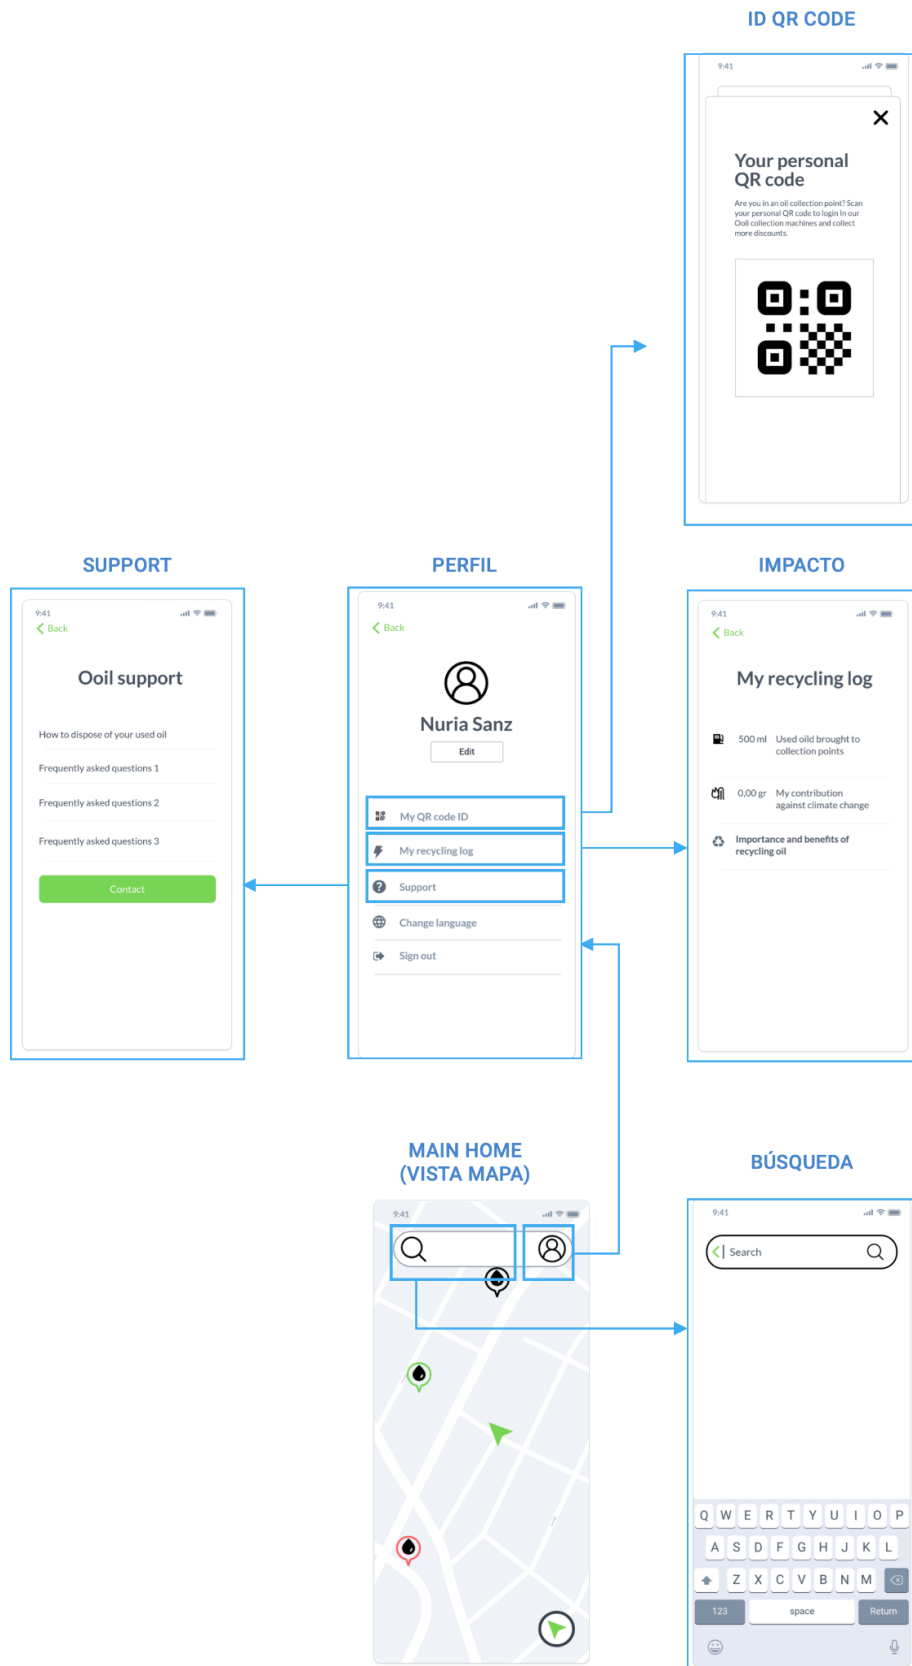 ID QR CODE
9:41
Your personal
QR code
Are you in an oil collection point? Scan
your personal QR code to login In our
Ooil collection machines and collect
more discounts.
SUPPORT
9:41
Back
Ooil support
How to dispose of your used oil
Frequently asked questions 1
Frequently asked questions 2
Frequently asked questions 3
Contact
PERFIL
9:41
Back
Nuria Sanz
Edit
My QR code ID
My recycling log
Support
Change language
Sign out
IMPACTO
9:41
Back
My recycling log
500 ml Used oild brought to
collection points
0,00 gr My contribution
against climate change
Importance and benefits of
recycling oil
MAIN HOME
(VISTA MAPA)
9:41
BÚSQUEDA
9:41
Search
Q W E R T Y U I O P
A S D F G H J K L
Z X C V B N M
123 space Return